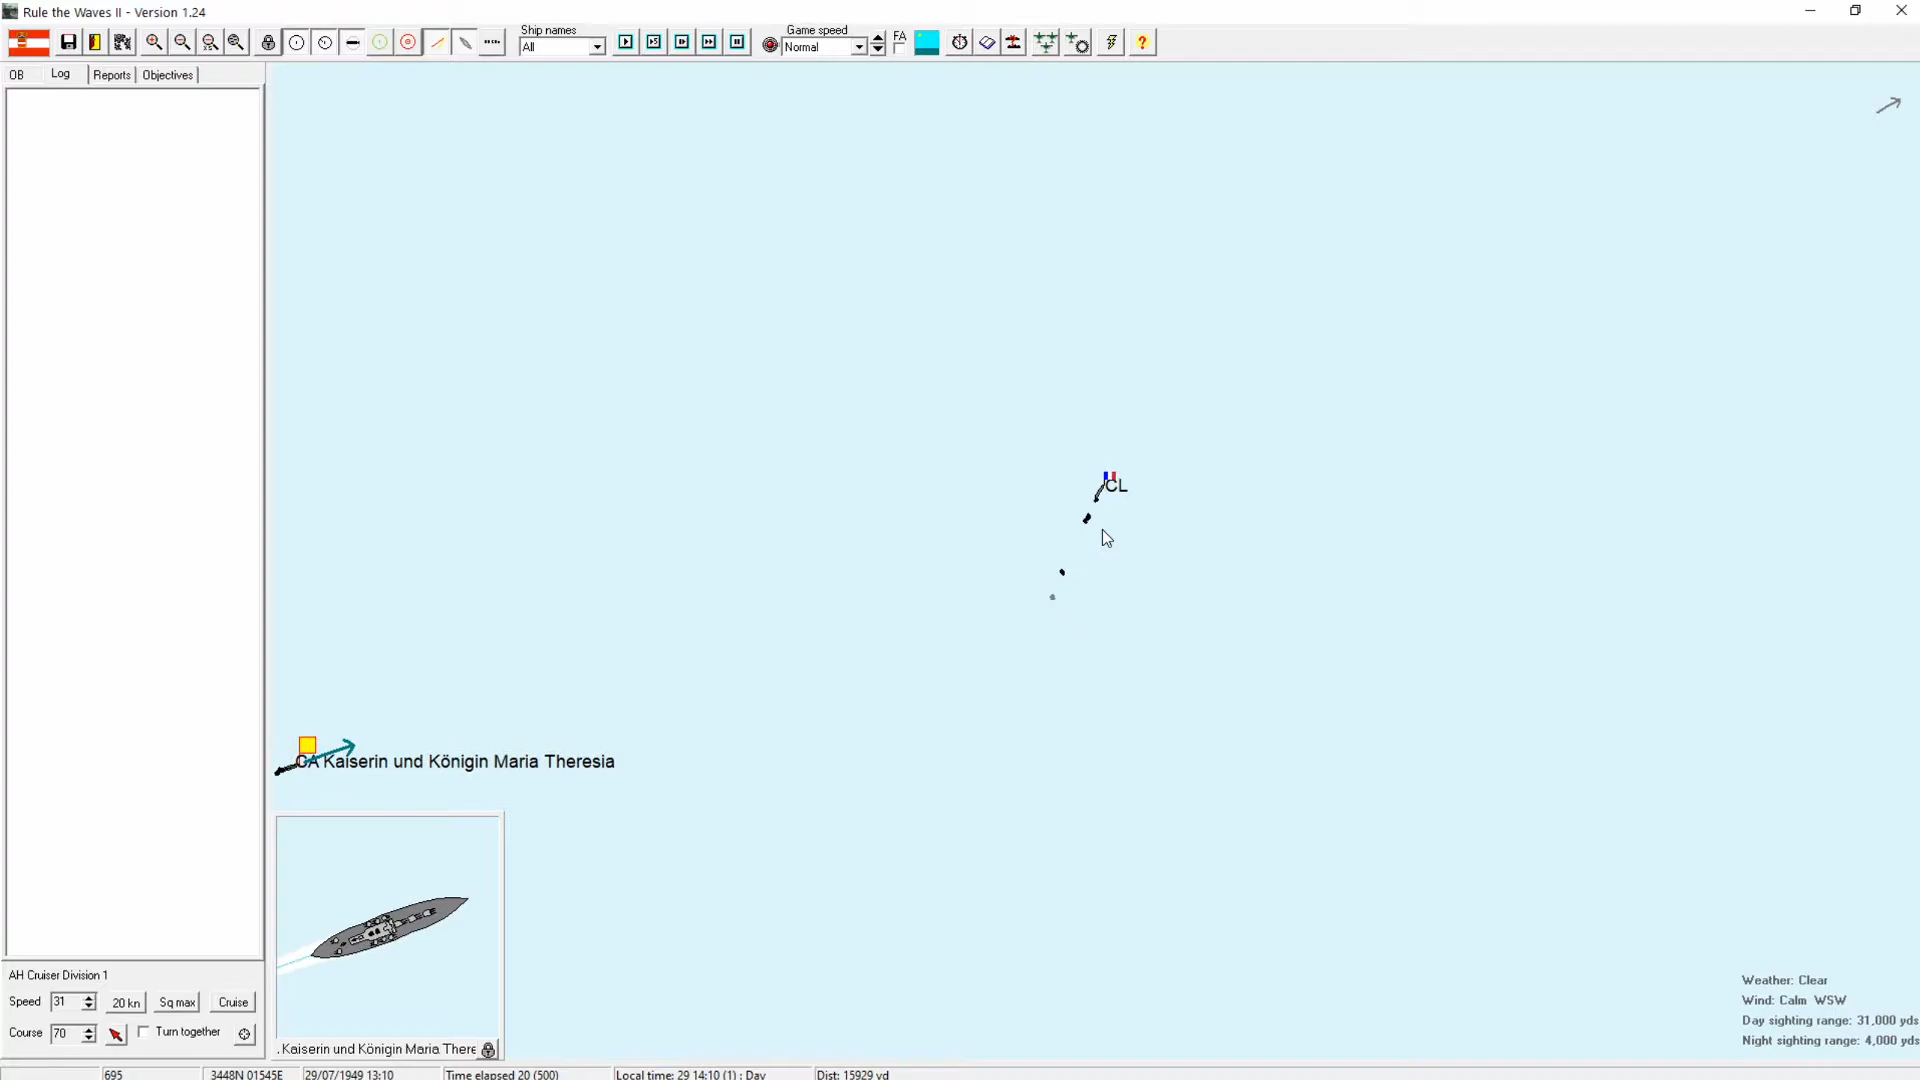 Rule the Waves II - Version 1.24
Ship names
All
Game speed
Normal
FA
OB
Log
Reports
Objectives
CL
CA Kaiserin und Königin Maria Theresia
AH Cruiser Division 1
Speed 31 20 kn Sq max Cruise
Course 70 Turn together
.Kaiserin und Königin Maria There
Weather: Clear
Wind: Calm WSW
Day sighting range: 31,000 yds
Night sighting range: 4,000 yds
695 3448N 01545E 29/07/1949 13:10 Time elapsed 20 (500) Local time: 29 14:10 (1) : Day Dist: 15929 yd